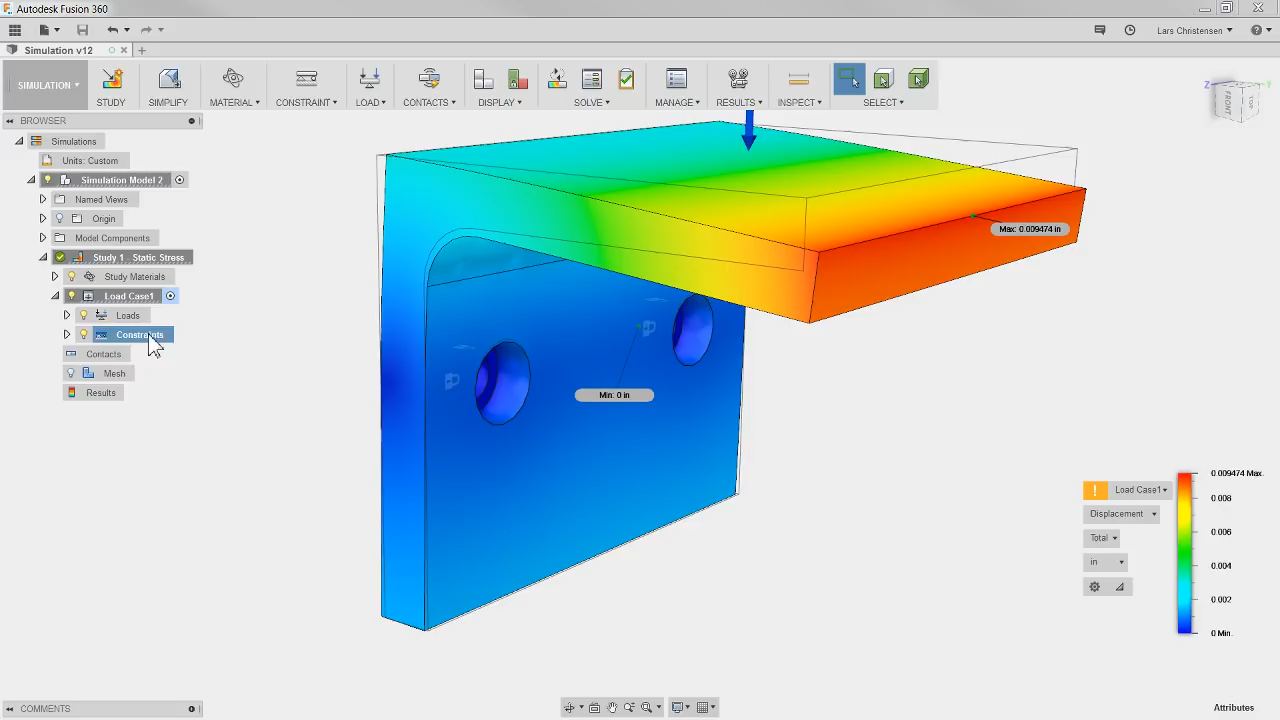 Autodesk Fusion 360
Lars Christensen
Simulation v12
SIMULATION
STUDY
SIMPLIFY
MATERIAL
CONSTRAINT
LOAD
CONTACTS
DISPLAY
SOLVE
MANAGE
RESULTS
INSPECT
SELECT
Z
Y
FRONT
TOP
BROWSER
Simulations
Units: Custom
Simulation Model 2
Named Views
Origin
Model Components
Study 1 - Static Stress
Study Materials
Load Case1
Loads
Constraints
Contacts
Mesh
Results
Max: 0.009474 in
Min: 0 in
Load Case1
Displacement
Total
in
0.009474 Max.
0.008
0.006
0.004
0.002
0 Min.
COMMENTS
Attributes